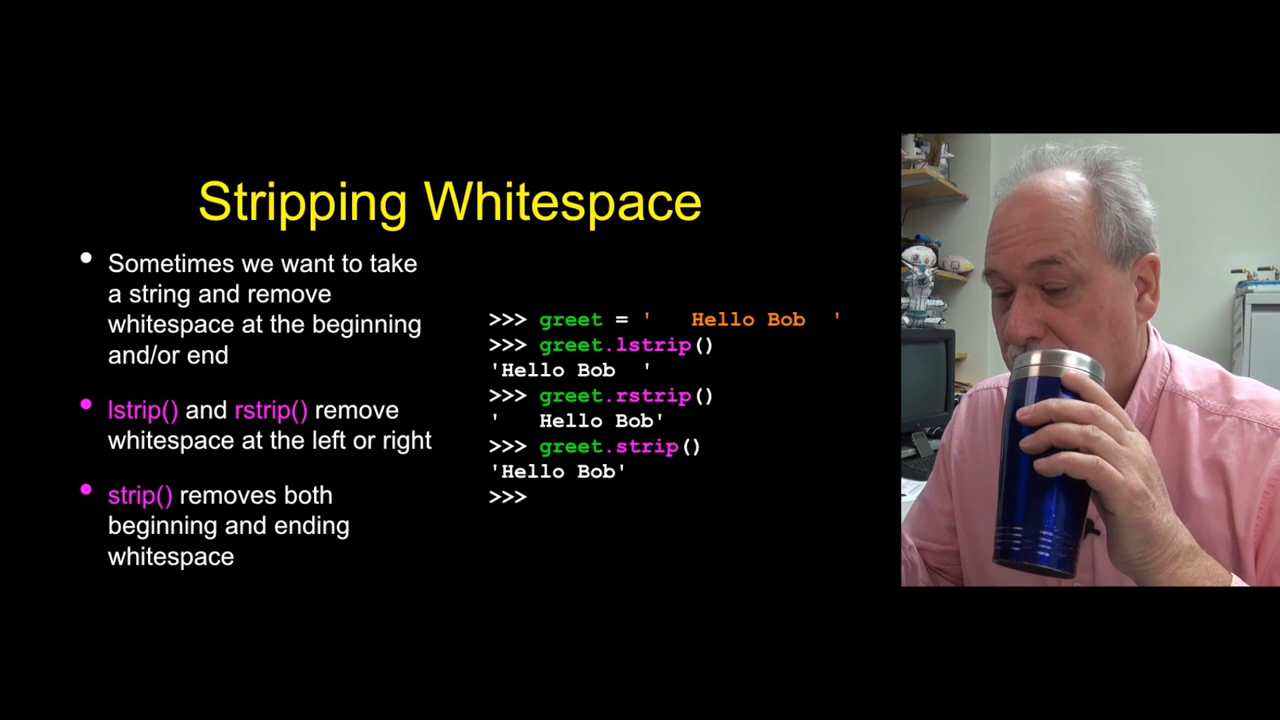 Stripping Whitespace
• Sometimes we want to take
a string and remove
whitespace at the beginning
and/or end
• lstrip() and rstrip() remove
whitespace at the left or right
• strip() removes both
beginning and ending
whitespace
>>> greet = '   Hello Bob  '
>>> greet.lstrip()
'Hello Bob  '
>>> greet.rstrip()
'   Hello Bob'
>>> greet.strip()
'Hello Bob'
>>>